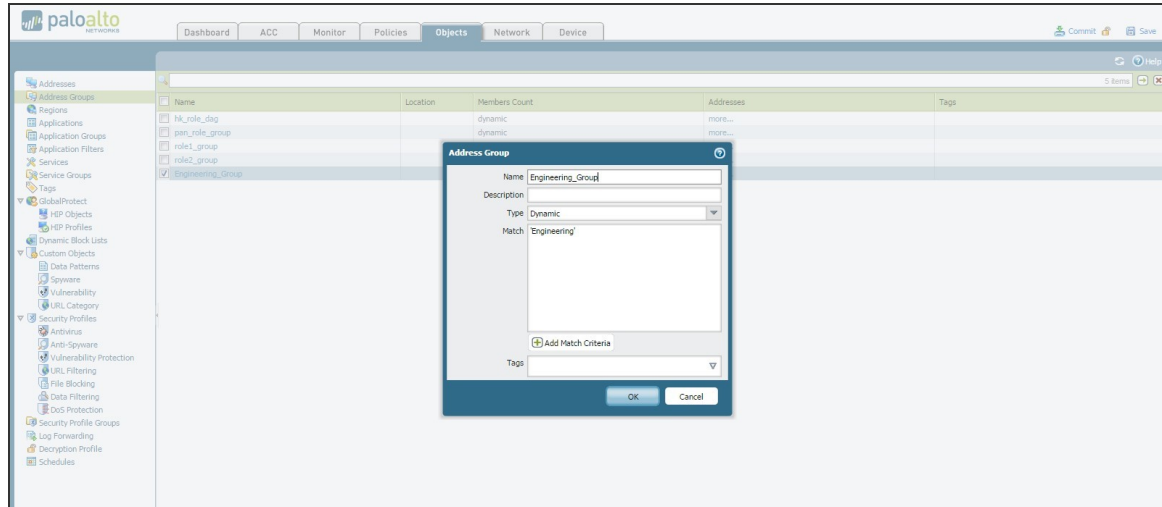 paloalto
NETWORKS
Dashboard ACC Monitor Policies Objects Network Device
Commit Save
Help
5 items
Addresses
Address Groups
Regions
Applications
Application Groups
Application Filters
Services
Service Groups
Tags
GlobalProtect
HIP Objects
HIP Profiles
Dynamic Block Lists
Custom Objects
Data Patterns
Spyware
Vulnerability
URL Category
Security Profiles
Antivirus
Anti-Spyware
Vulnerability Protection
URL Filtering
File Blocking
Data Filtering
DoS Protection
Security Profile Groups
Log Forwarding
Decryption Profile
Schedules
Name Location Members Count Addresses Tags
hk_role_dag dynamic more...
pan_role_group dynamic more...
role1_group
role2_group
Engineering_Group
Address Group
Name Engineering_Group
Description
Type Dynamic
Match 'Engineering'
Add Match Criteria
Tags
OK Cancel